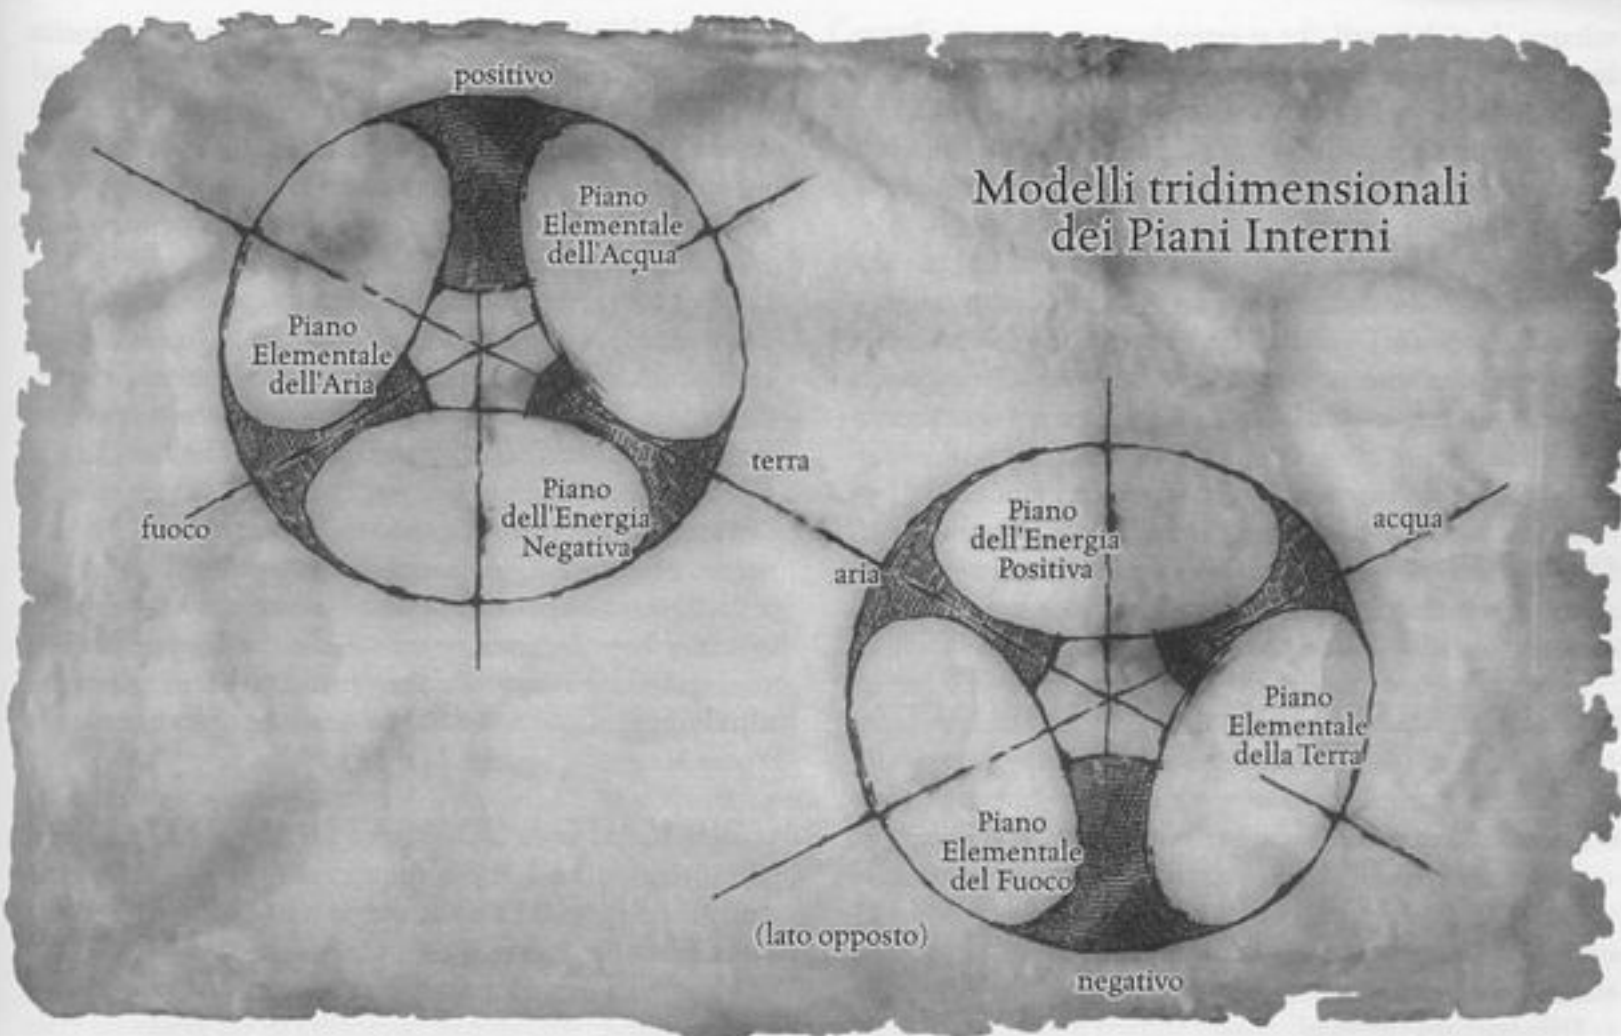 positivo
Modelli tridimensionali
dei Piani Interni
Piano
Elementale
dell'Acqua
Piano
Elementale
dell'Aria
terra
fuoco
Piano
dell'Energia
Negativa
aria
Piano
dell'Energia
Positiva
acqua
Piano
Elementale
della Terra
Piano
Elementale
del Fuoco
(lato opposto)
negativo